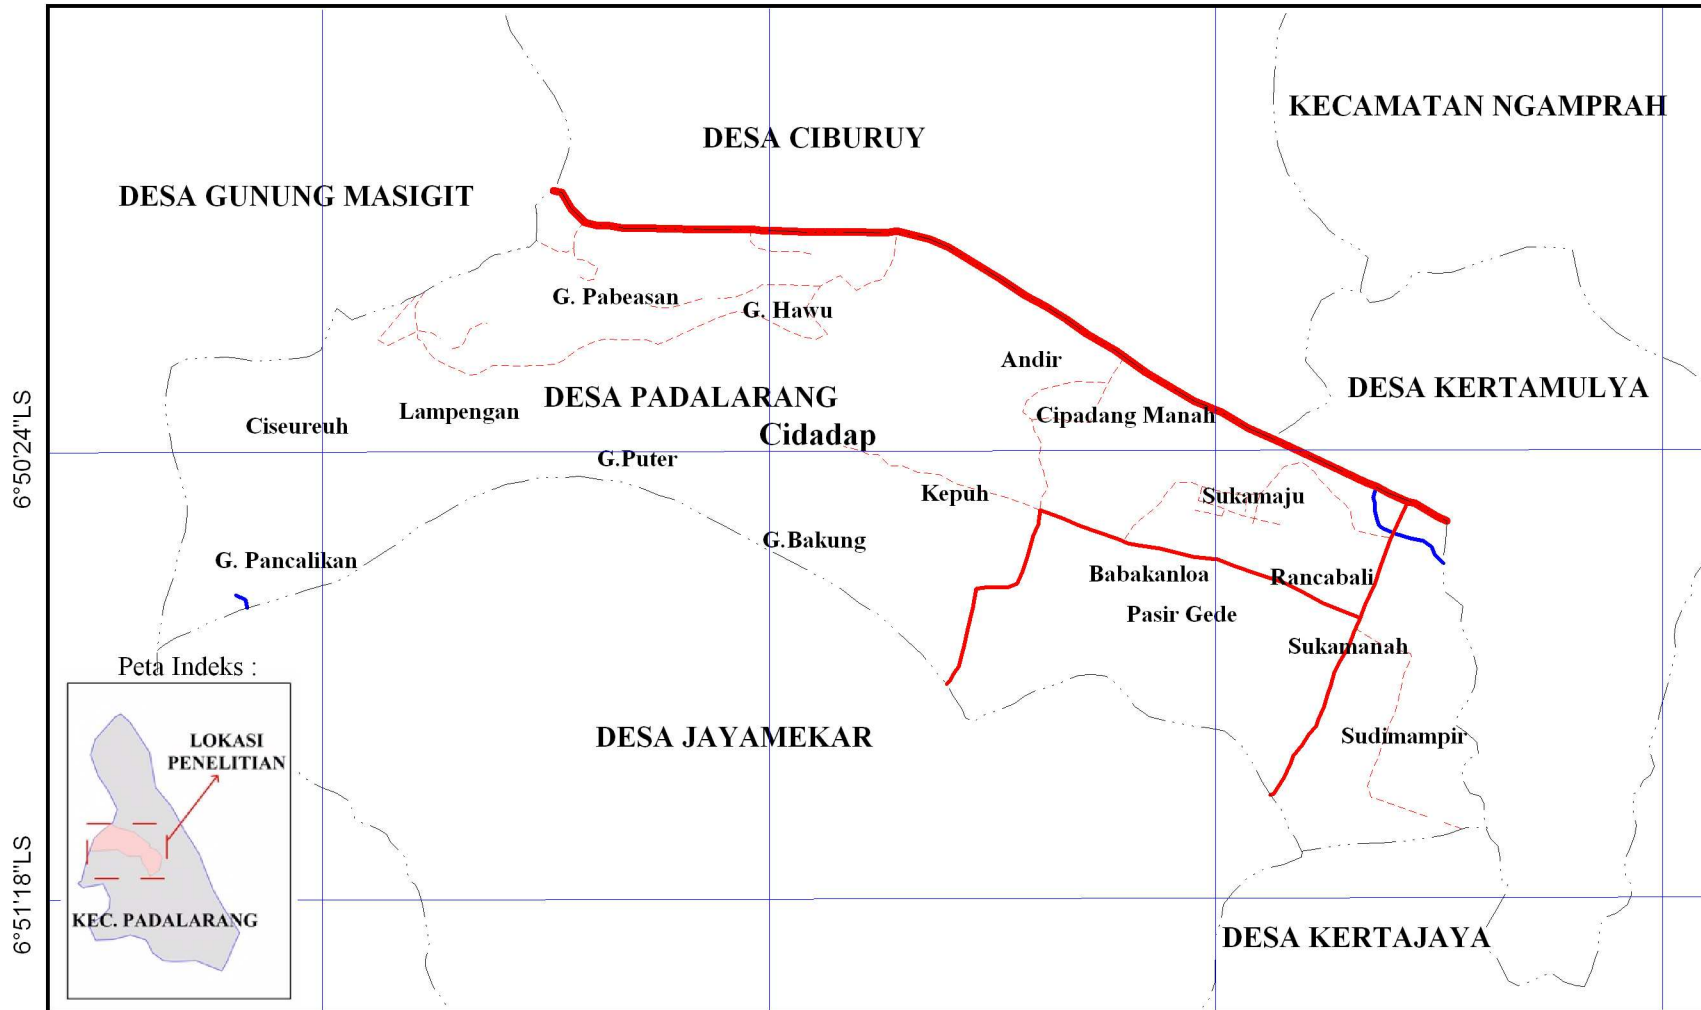 KECAMATAN NGAMPRAH
DESA CIBURUY
DESA GUNUNG MASIGIT
G. Pabeasan
G. Hawu
Andir
DESA KERTAMULYA
DESA PADALARANG
Lampengan
Cipadang Manah
Ciseureuh
Cidadap
6°50'24"LS
G.Puter
Kepuh
Sukamaju
G.Bakung
G. Pancalikan
Babakanloa
Rancabali
Pasir Gede
Sukamanah
Peta Indeks :
DESA JAYAMEKAR
Sudimampir
LOKASI
PENELITIAN
6°51'18"LS
KEC. PADALARANG
DESA KERTAJAYA